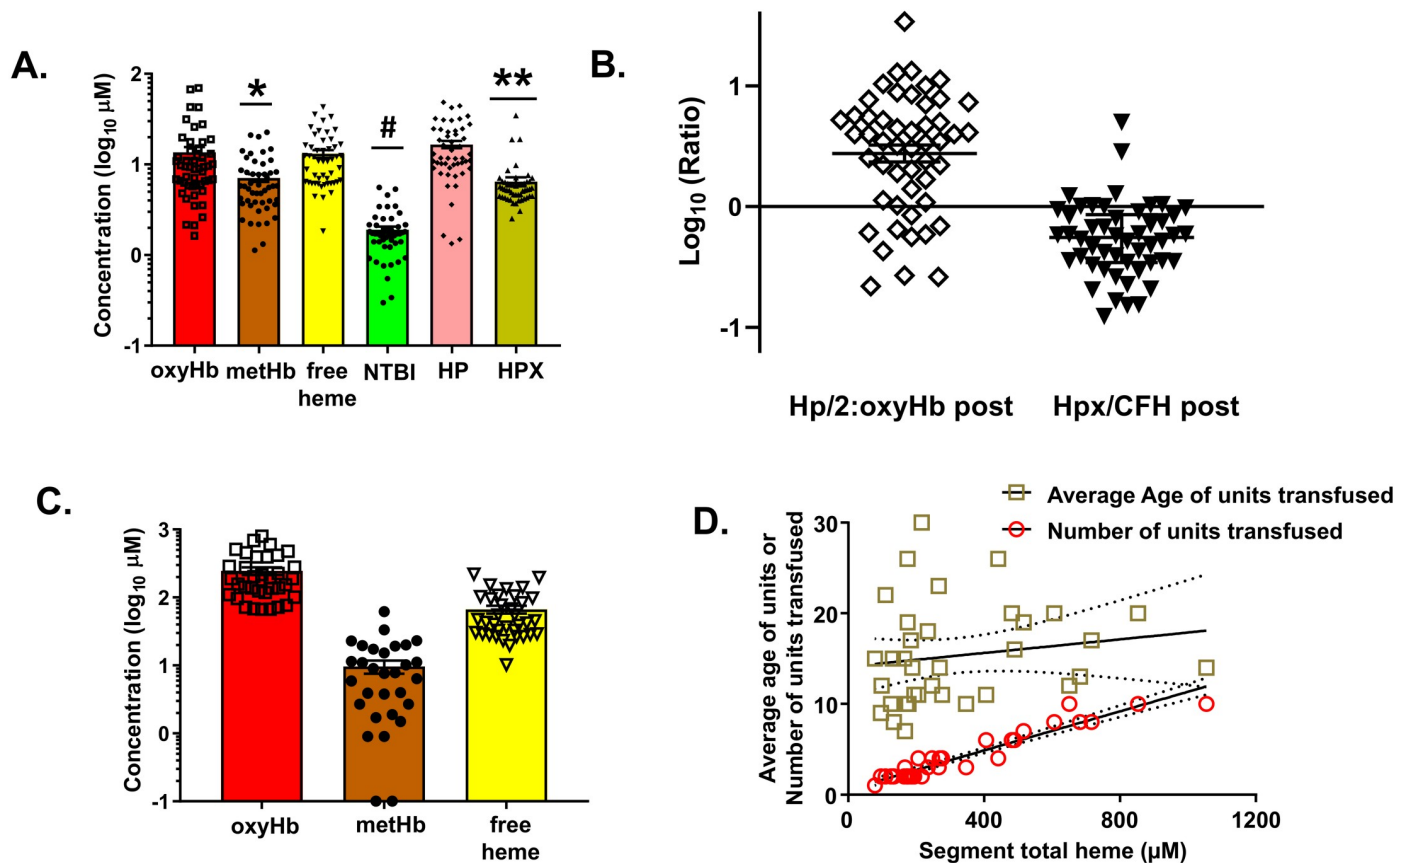 A.
Concentration (log10 µM)
2
1
0
-1
*
#
**
oxyHb metHb free heme NTBI HP HPX
B.
Log10 (Ratio)
1
0
-1
Hp/2:oxyHb post Hpx/CFH post
C.
Concentration (log10 µM)
3
2
1
0
-1
oxyHb metHb free heme
D.
Average Age of units transfused
Number of units transfused
Average age of units or
Number of units transfused
30
20
10
0
0 400 800 1200
Segment total heme (µM)